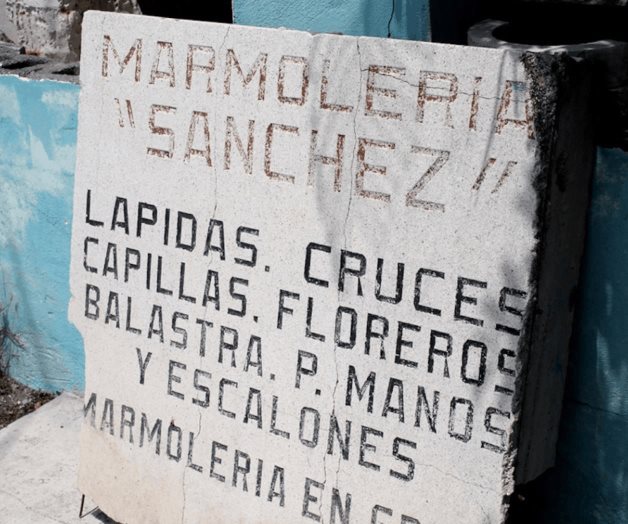 MARMOLERIA
"SANCHEZ"
LAPIDAS. CRUCES
CAPILLAS. FLOREROS
BALASTRA. P. MANOS
Y ESCALONES
MARMOLERIA EN